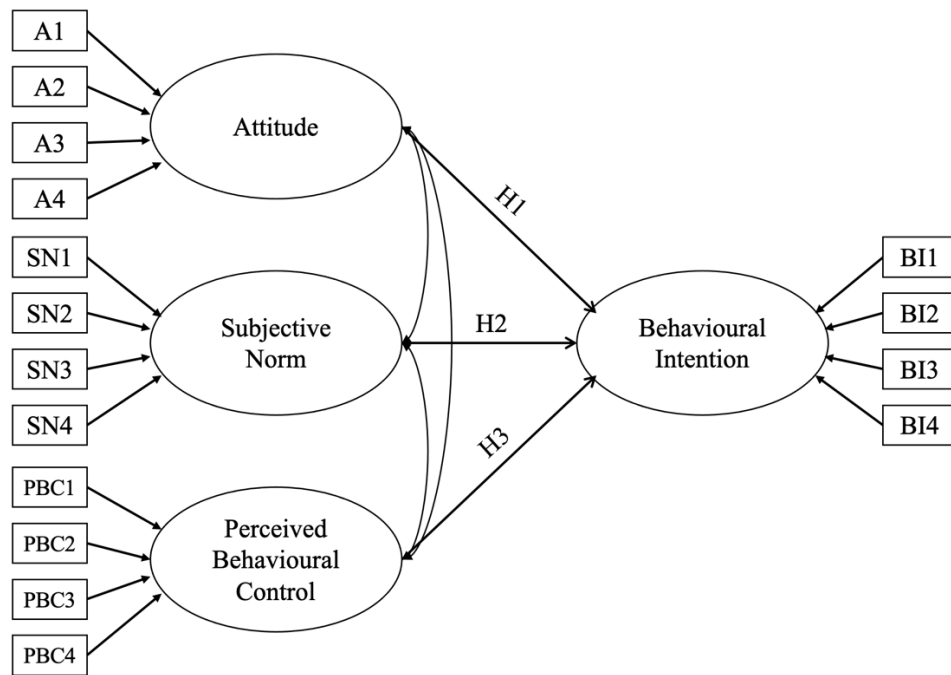 A1
A2
A3
A4
Attitude
SN1
SN2
SN3
SN4
Subjective
Norm
PBC1
PBC2
PBC3
PBC4
Perceived
Behavioural
Control
H1
H2
H3
Behavioural
Intention
BI1
BI2
BI3
BI4